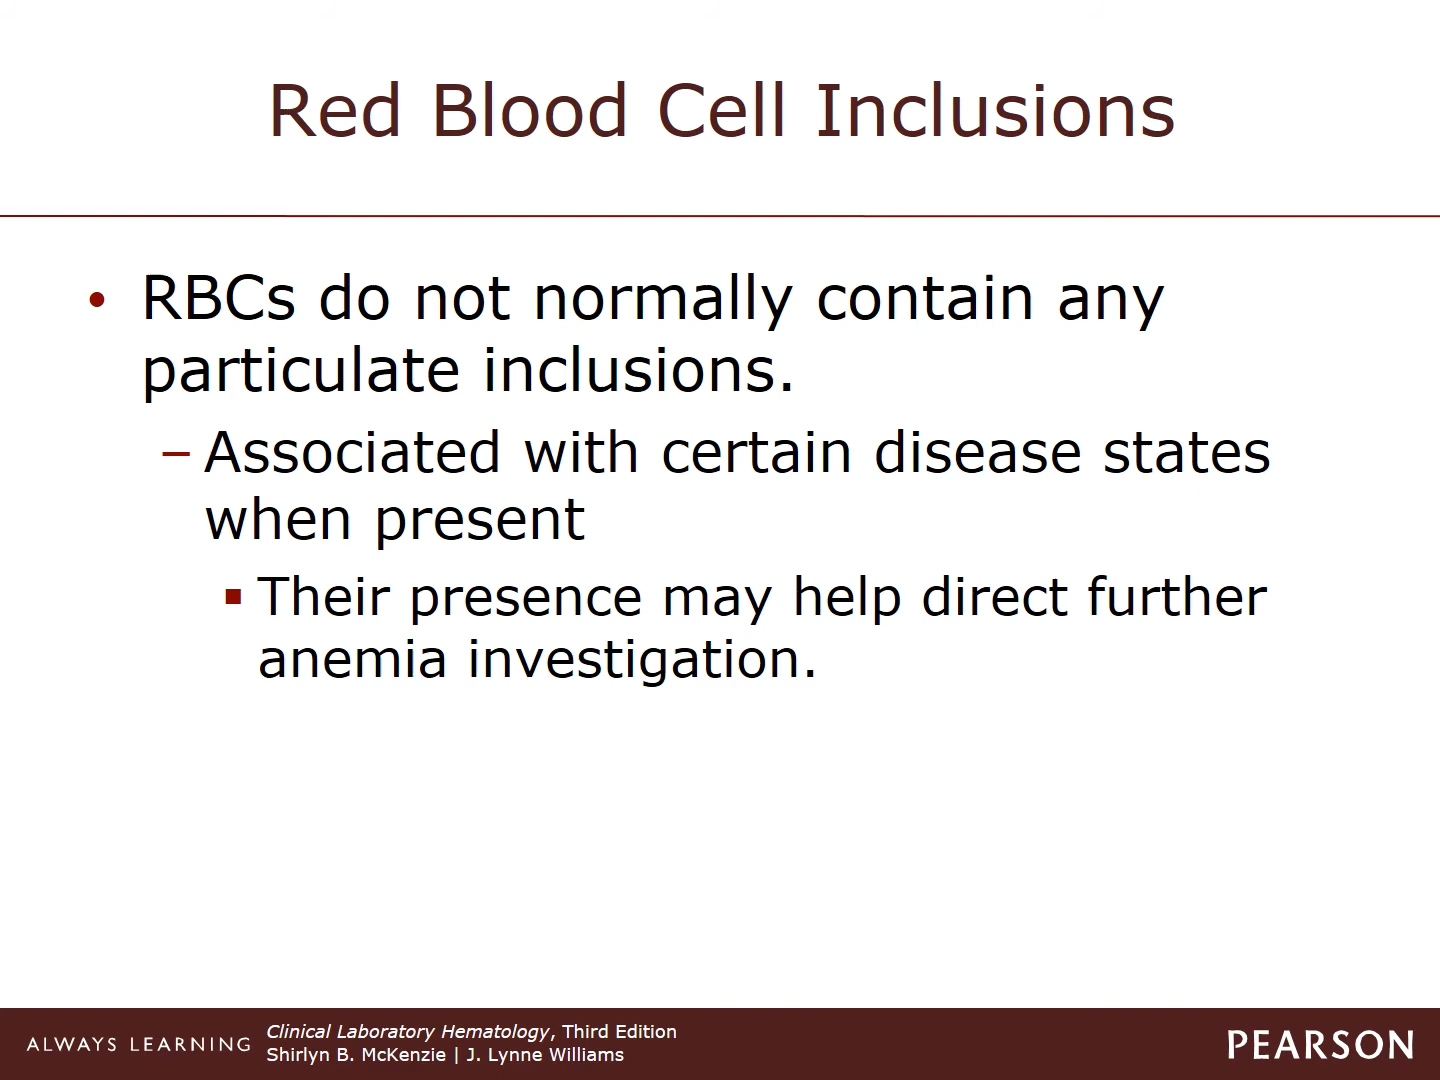 Red Blood Cell Inclusions
• RBCs do not normally contain any
particulate inclusions.
– Associated with certain disease states
when present
▪ Their presence may help direct further
anemia investigation.
ALWAYS LEARNING
Clinical Laboratory Hematology, Third Edition
Shirlyn B. McKenzie | J. Lynne Williams
PEARSON